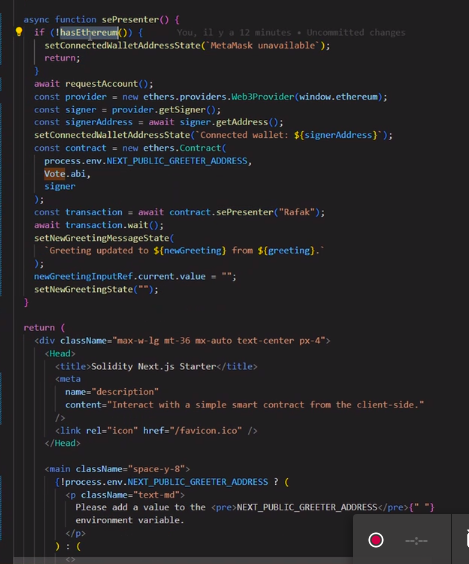 async function sePresenter() {
if (!hasEthereum()) {    You, il y a 12 minutes • Uncommitted changes
setConnectedWalletAddressState(`MetaMask unavailable`);
return;
}
await requestAccount();
const provider = new ethers.providers.Web3Provider(window.ethereum);
const signer = provider.getSigner();
const signerAddress = await signer.getAddress();
setConnectedWalletAddressState(`Connected wallet: ${signerAddress}`);
const contract = new ethers.Contract(
process.env.NEXT_PUBLIC_GREETER_ADDRESS,
Vote.abi,
signer
);
const transaction = await contract.sePresenter("Rafak");
await transaction.wait();
setNewGreetingMessageState(
`Greeting updated to ${newGreeting} from ${greeting}.`
);
newGreetingInputRef.current.value = "";
setNewGreetingState("");
}
return (
<div className="max-w-lg mt-36 mx-auto text-center px-4">
<Head>
<title>Solidity Next.js Starter</title>
<meta
name="description"
content="Interact with a simple smart contract from the client-side."
/>
<link rel="icon" href="/favicon.ico" />
</Head>
<main className="space-y-8">
{!process.env.NEXT_PUBLIC_GREETER_ADDRESS ? (
<p className="text-md">
Please add a value to the <pre>NEXT_PUBLIC_GREETER_ADDRESS</pre>{" "}
environment variable.
</p>
) : (
<>
--:--